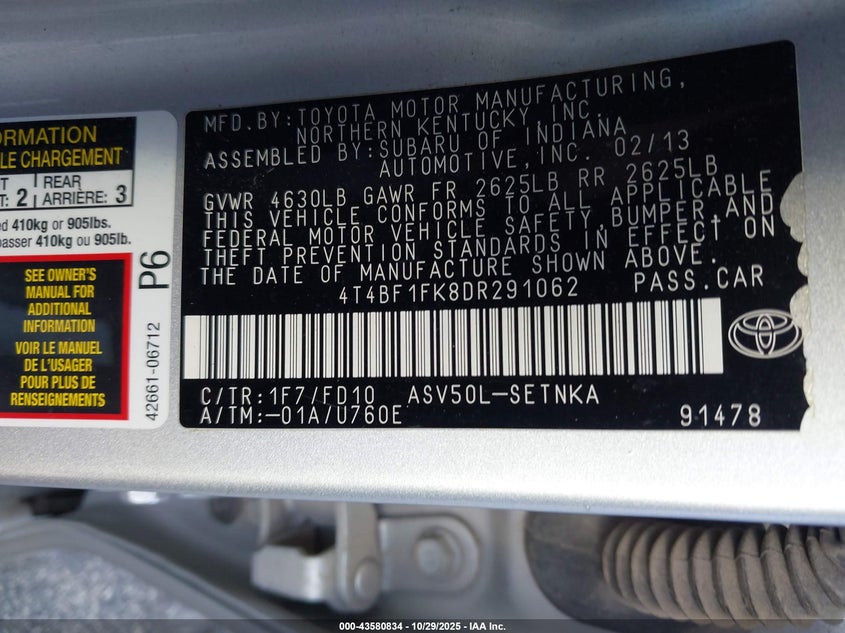 ORMATION
LE CHARGEMENT
T REAR
T: 2 ARRIÈRE: 3
ed 410kg or 905lbs.
passer 410kg ou 905lb.
SEE OWNER'S
MANUAL FOR
ADDITIONAL
INFORMATION
VOIR LE MANUEL
DE L'USAGER
POUR PLUS DE
RENSEIGNEMENTS
42661-06712 P6
MFD.BY:TOYOTA MOTOR MANUFACTURING,
NORTHERN KENTUCKY, INC.
ASSEMBLED BY:SUBARU OF INDIANA
AUTOMOTIVE,INC. 02/13
GVWR 4630LB GAWR FR 2625LB RR 2625LB
THIS VEHICLE CONFORMS TO ALL APPLICABLE
FEDERAL MOTOR VEHICLE SAFETY,BUMPER,AND
THEFT PREVENTION STANDARDS IN EFFECT ON
THE DATE OF MANUFACTURE SHOWN ABOVE.
4T4BF1FK8DR291062 PASS.CAR
C/TR:1F7/FD10 ASV50L-SETNKA
A/TM:-01A/U760E 91478
000-43580834 - 10/29/2025 - IAA Inc.